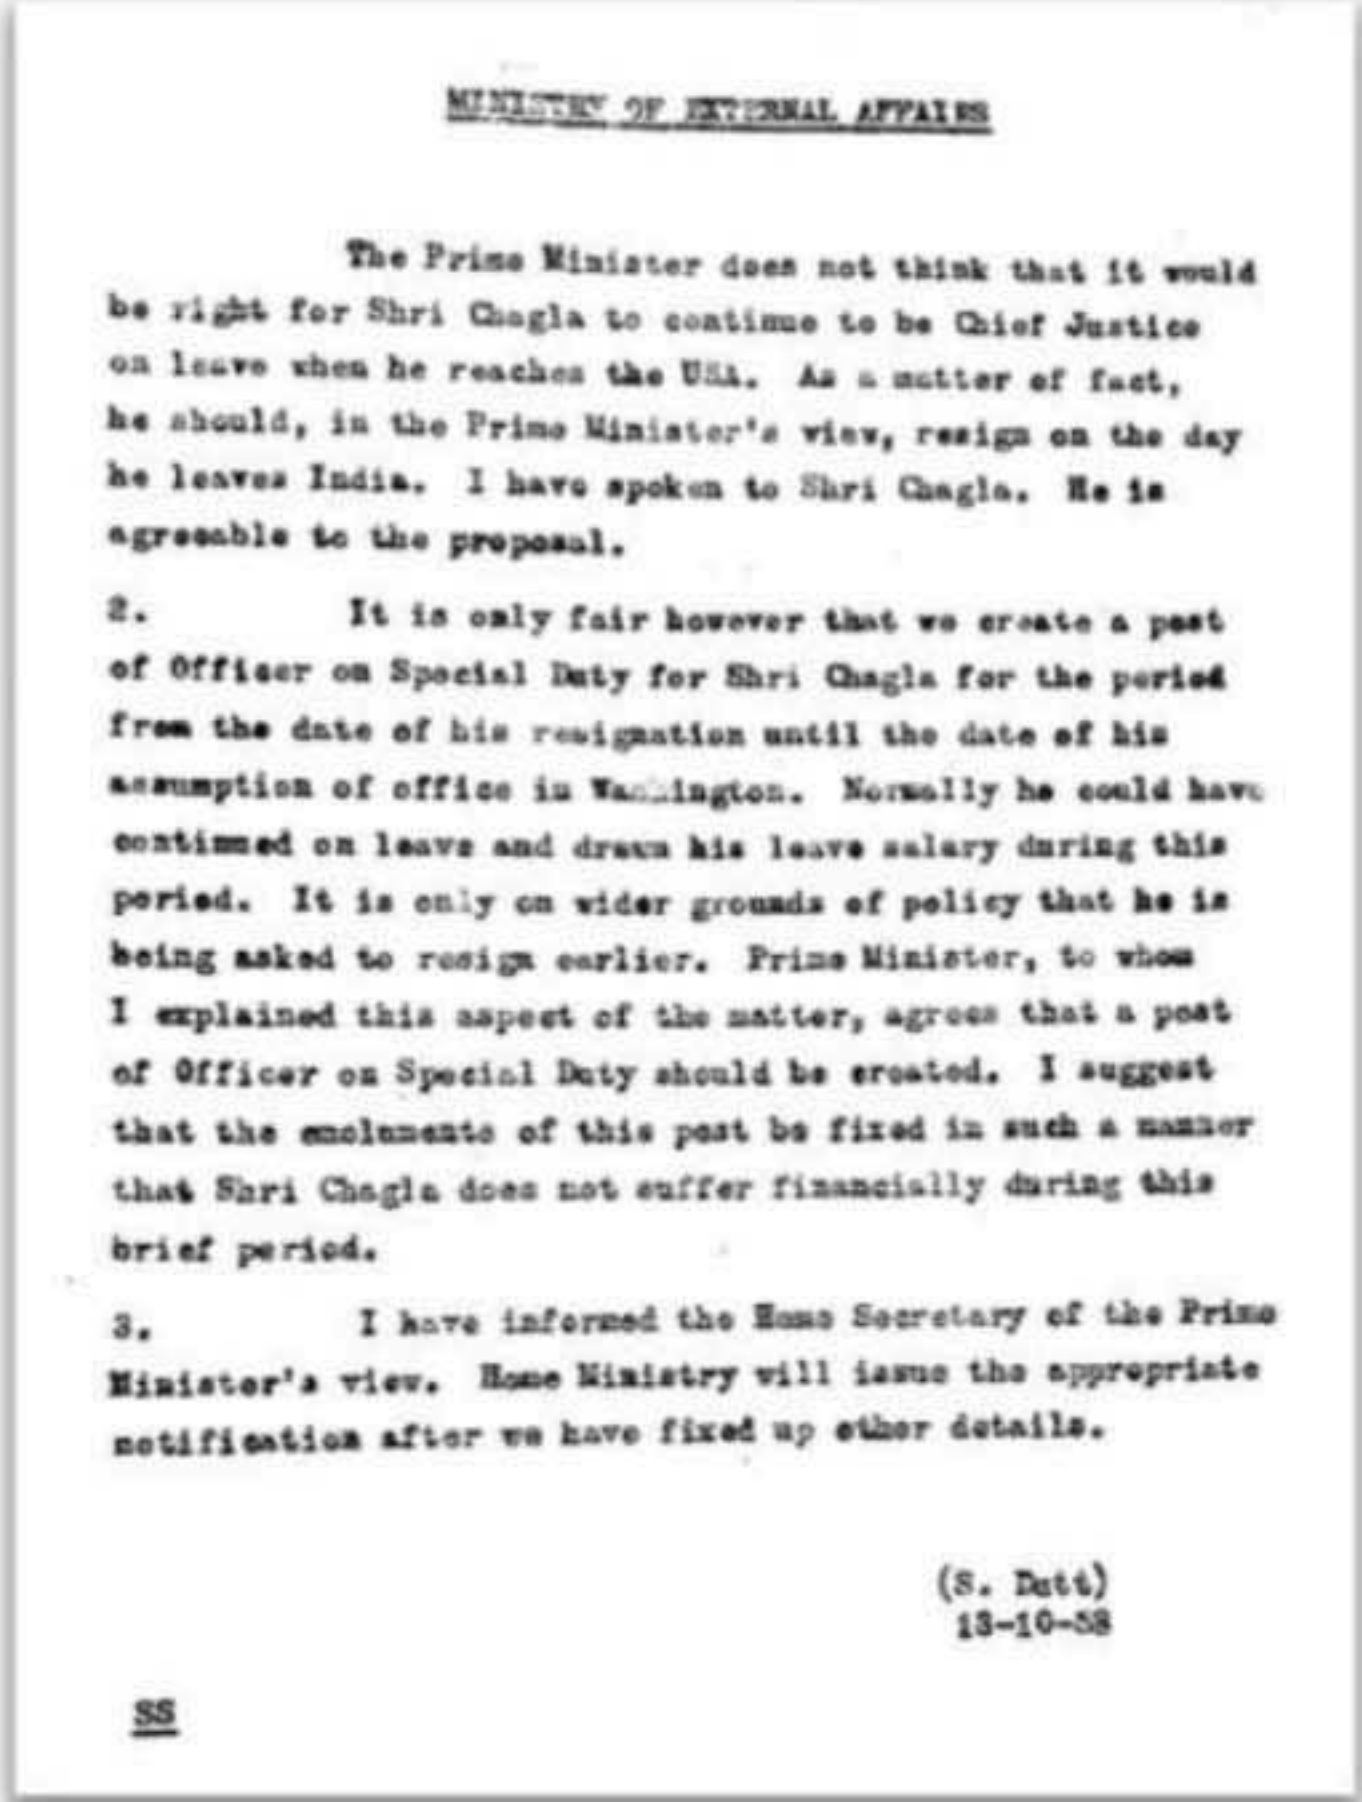 MINISTRY OF EXTERNAL AFFAIRS
The Prime Minister does not think that it would
be right for Shri Chagla to continue to be Chief Justice
on leave when he reaches the USA. As a matter of fact,
he should, in the Prime Minister's view, resign on the day
he leaves India. I have spoken to Shri Chagla. He is
agreeable to the proposal.
2. It is only fair however that we create a post
of Officer on Special Duty for Shri Chagla for the period
from the date of his resignation until the date of his
assumption of office in Washington. Normally he could have
continued on leave and drawn his leave salary during this
period. It is only on wider grounds of policy that he is
being asked to resign earlier. Prime Minister, to whom
I explained this aspect of the matter, agrees that a post
of Officer on Special Duty should be created. I suggest
that the emoluments of this post be fixed in such a manner
that Shri Chagla does not suffer financially during this
brief period.
3. I have informed the Home Secretary of the Prime
Minister's view. Home Ministry will issue the appropriate
notification after we have fixed up other details.
(S. Dutt)
13-10-58
SS